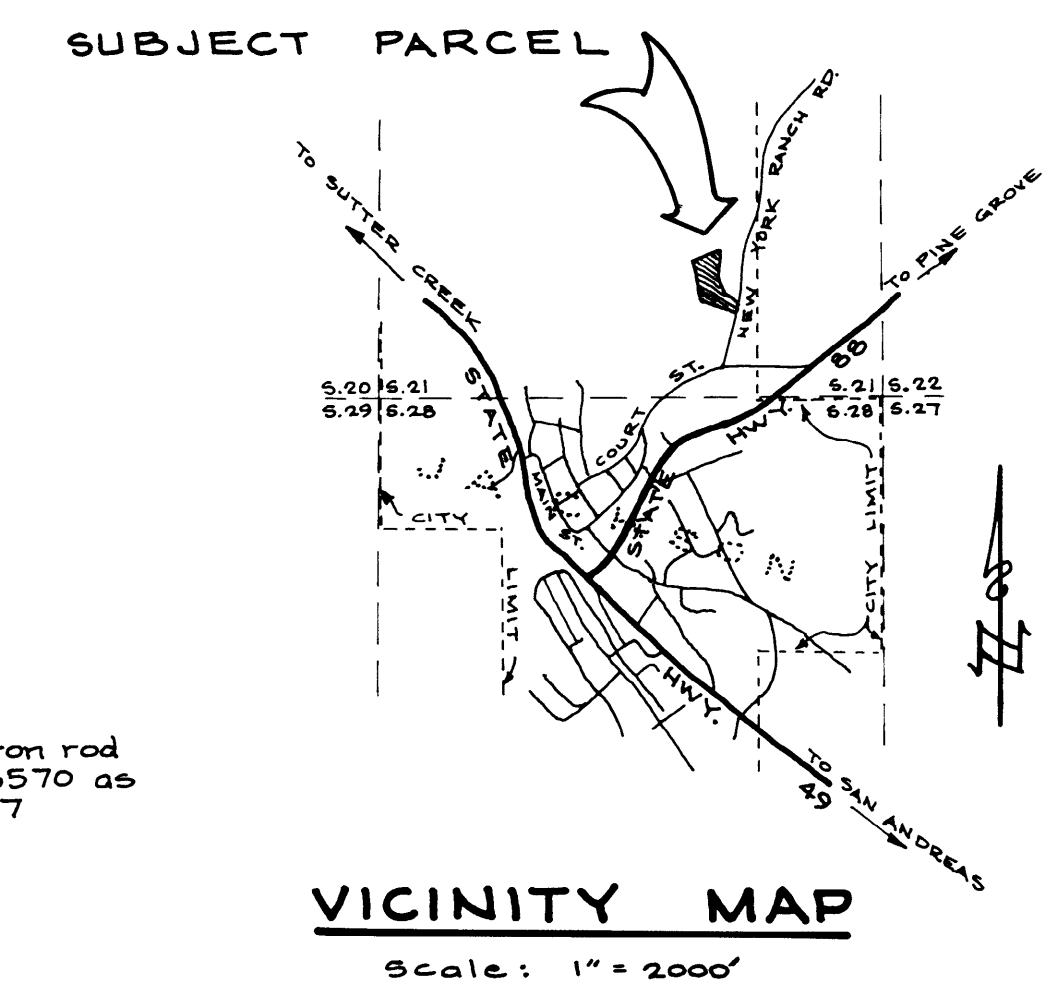 SUBJECT PARCEL
NEW YORK RANCH RD.
TO SUTTER CREEK
TO PINE GROVE
88
S.20 S.21
S.29 S.28
S.21 S.22
S.28 S.27
STATE
COURT ST.
HWY.
STATE
MAIN ST.
JACKSON
CITY
LIMIT
CITY LIMIT
HWY.
49
TO SAN ANDREAS
on rod
570 as
7
VICINITY MAP
Scale: 1" = 2000'